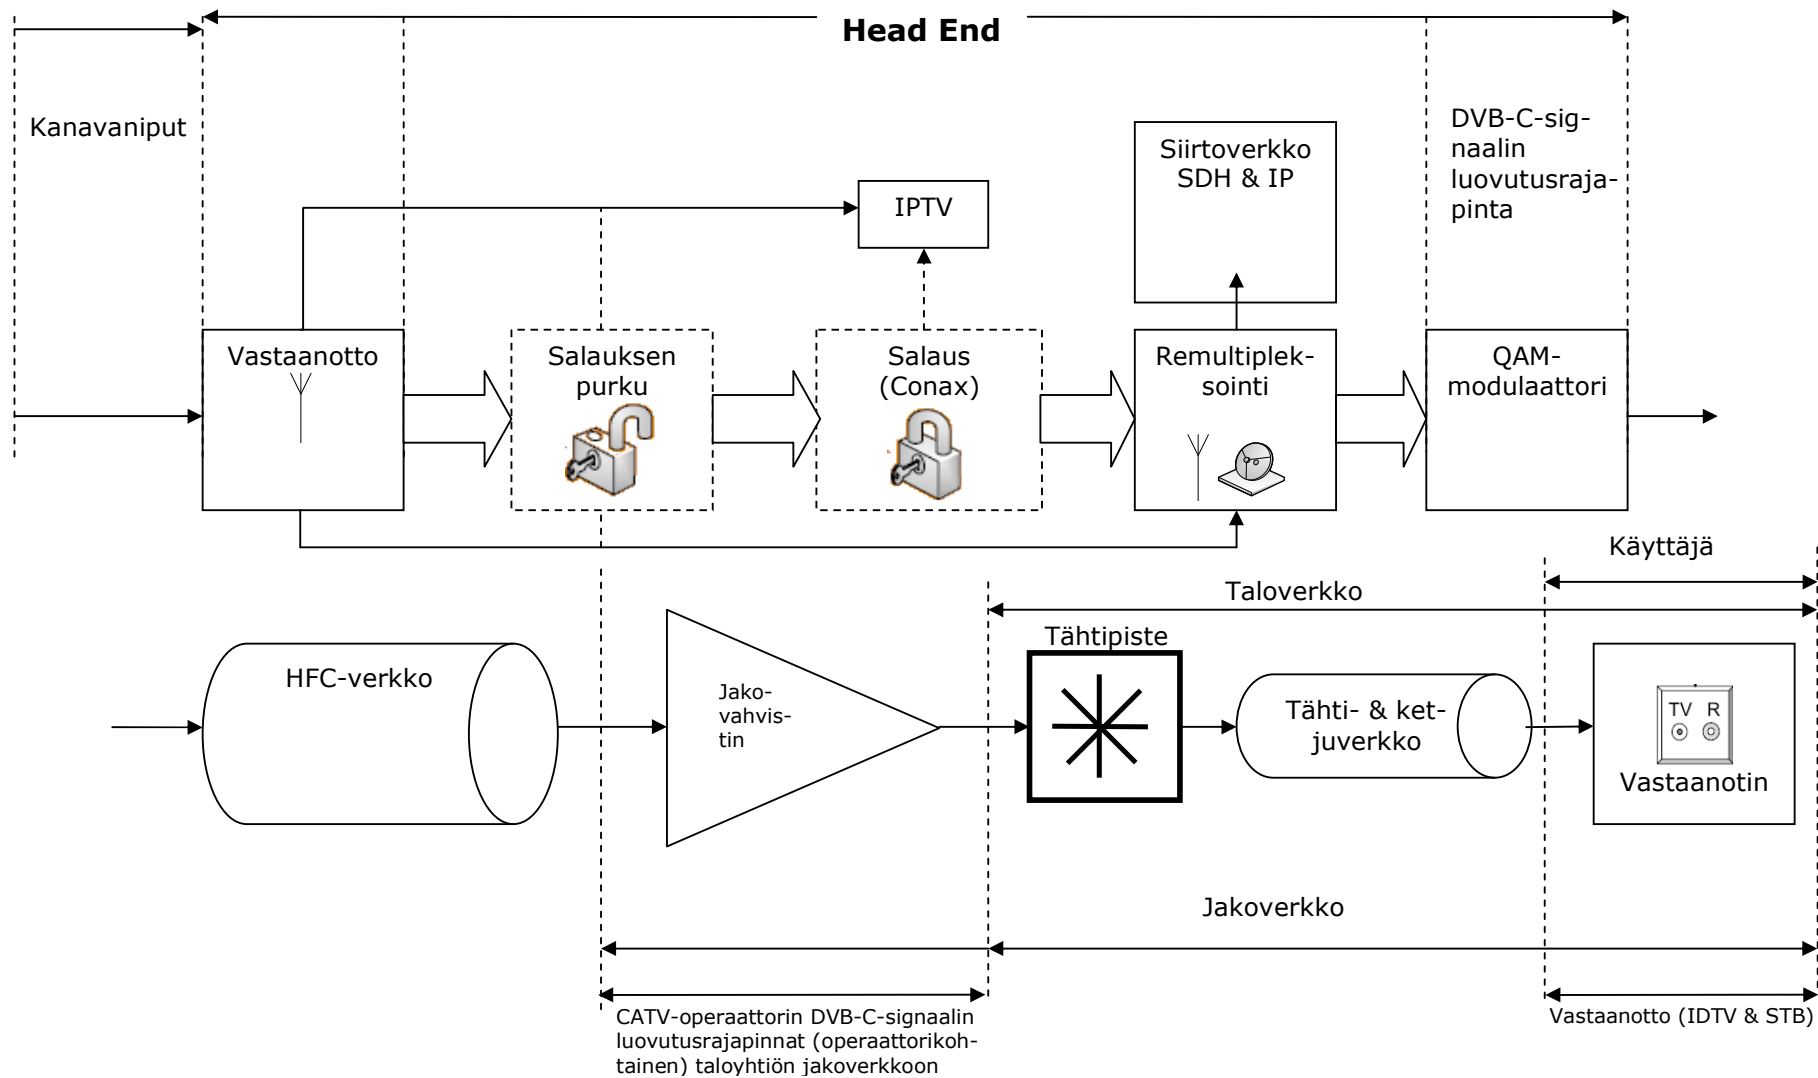 Head End
Kanavaniput
DVB-C-sig-
naalin
luovutusraja-
pinta
Siirtoverkko
SDH & IP
IPTV
Vastaanotto
Salauksen
purku
Salaus
(Conax)
Remultiplek-
sointi
QAM-
modulaattori
Käyttäjä
Taloverkko
Tähtipiste
HFC-verkko
Jako-
vahvis-
tin
Tähti- & ket-
juverkko
TV R
Vastaanotin
Jakoverkko
CATV-operaattorin DVB-C-signaalin
luovutusrajapinnat (operaattorikoh-
tainen) taloyhtiön jakoverkkoon
Vastaanotto (IDTV & STB)